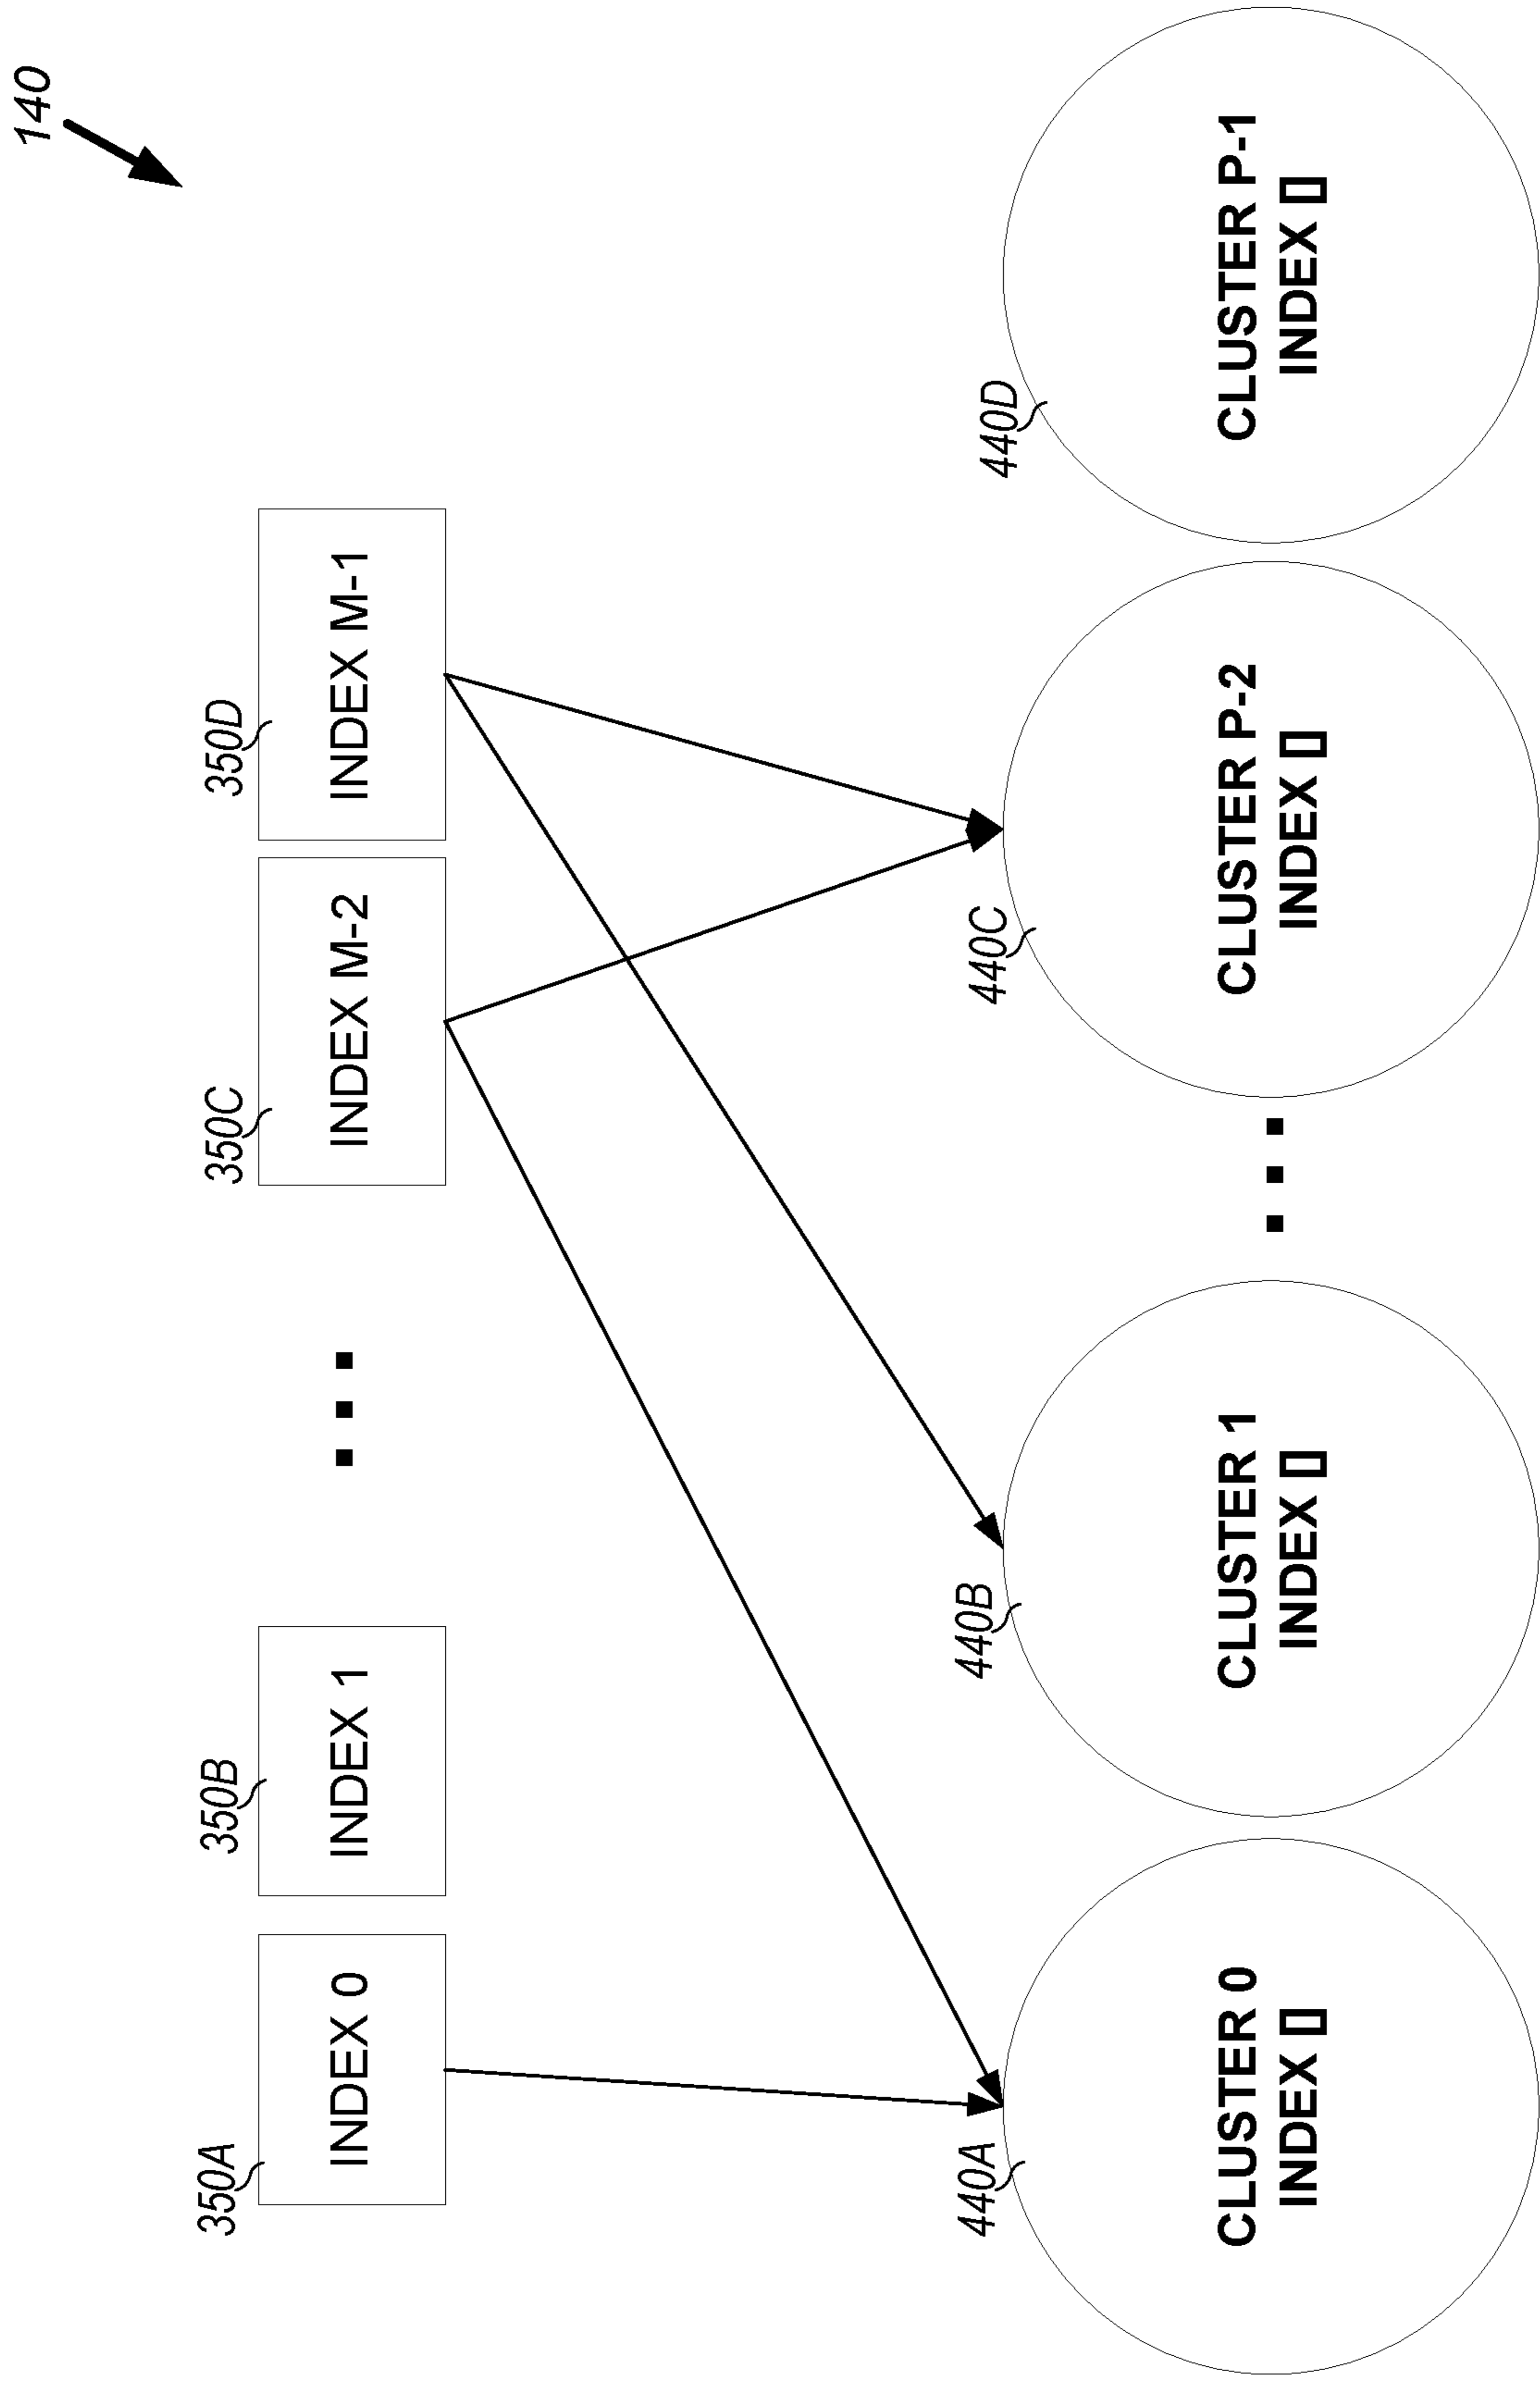 140
350A
350B
350C
350D
INDEX 0
INDEX 1
INDEX M-2
INDEX M-1
440A
440B
440C
440D
CLUSTER 0
INDEX []
CLUSTER 1
INDEX []
CLUSTER P-2
INDEX []
CLUSTER P-1
INDEX []